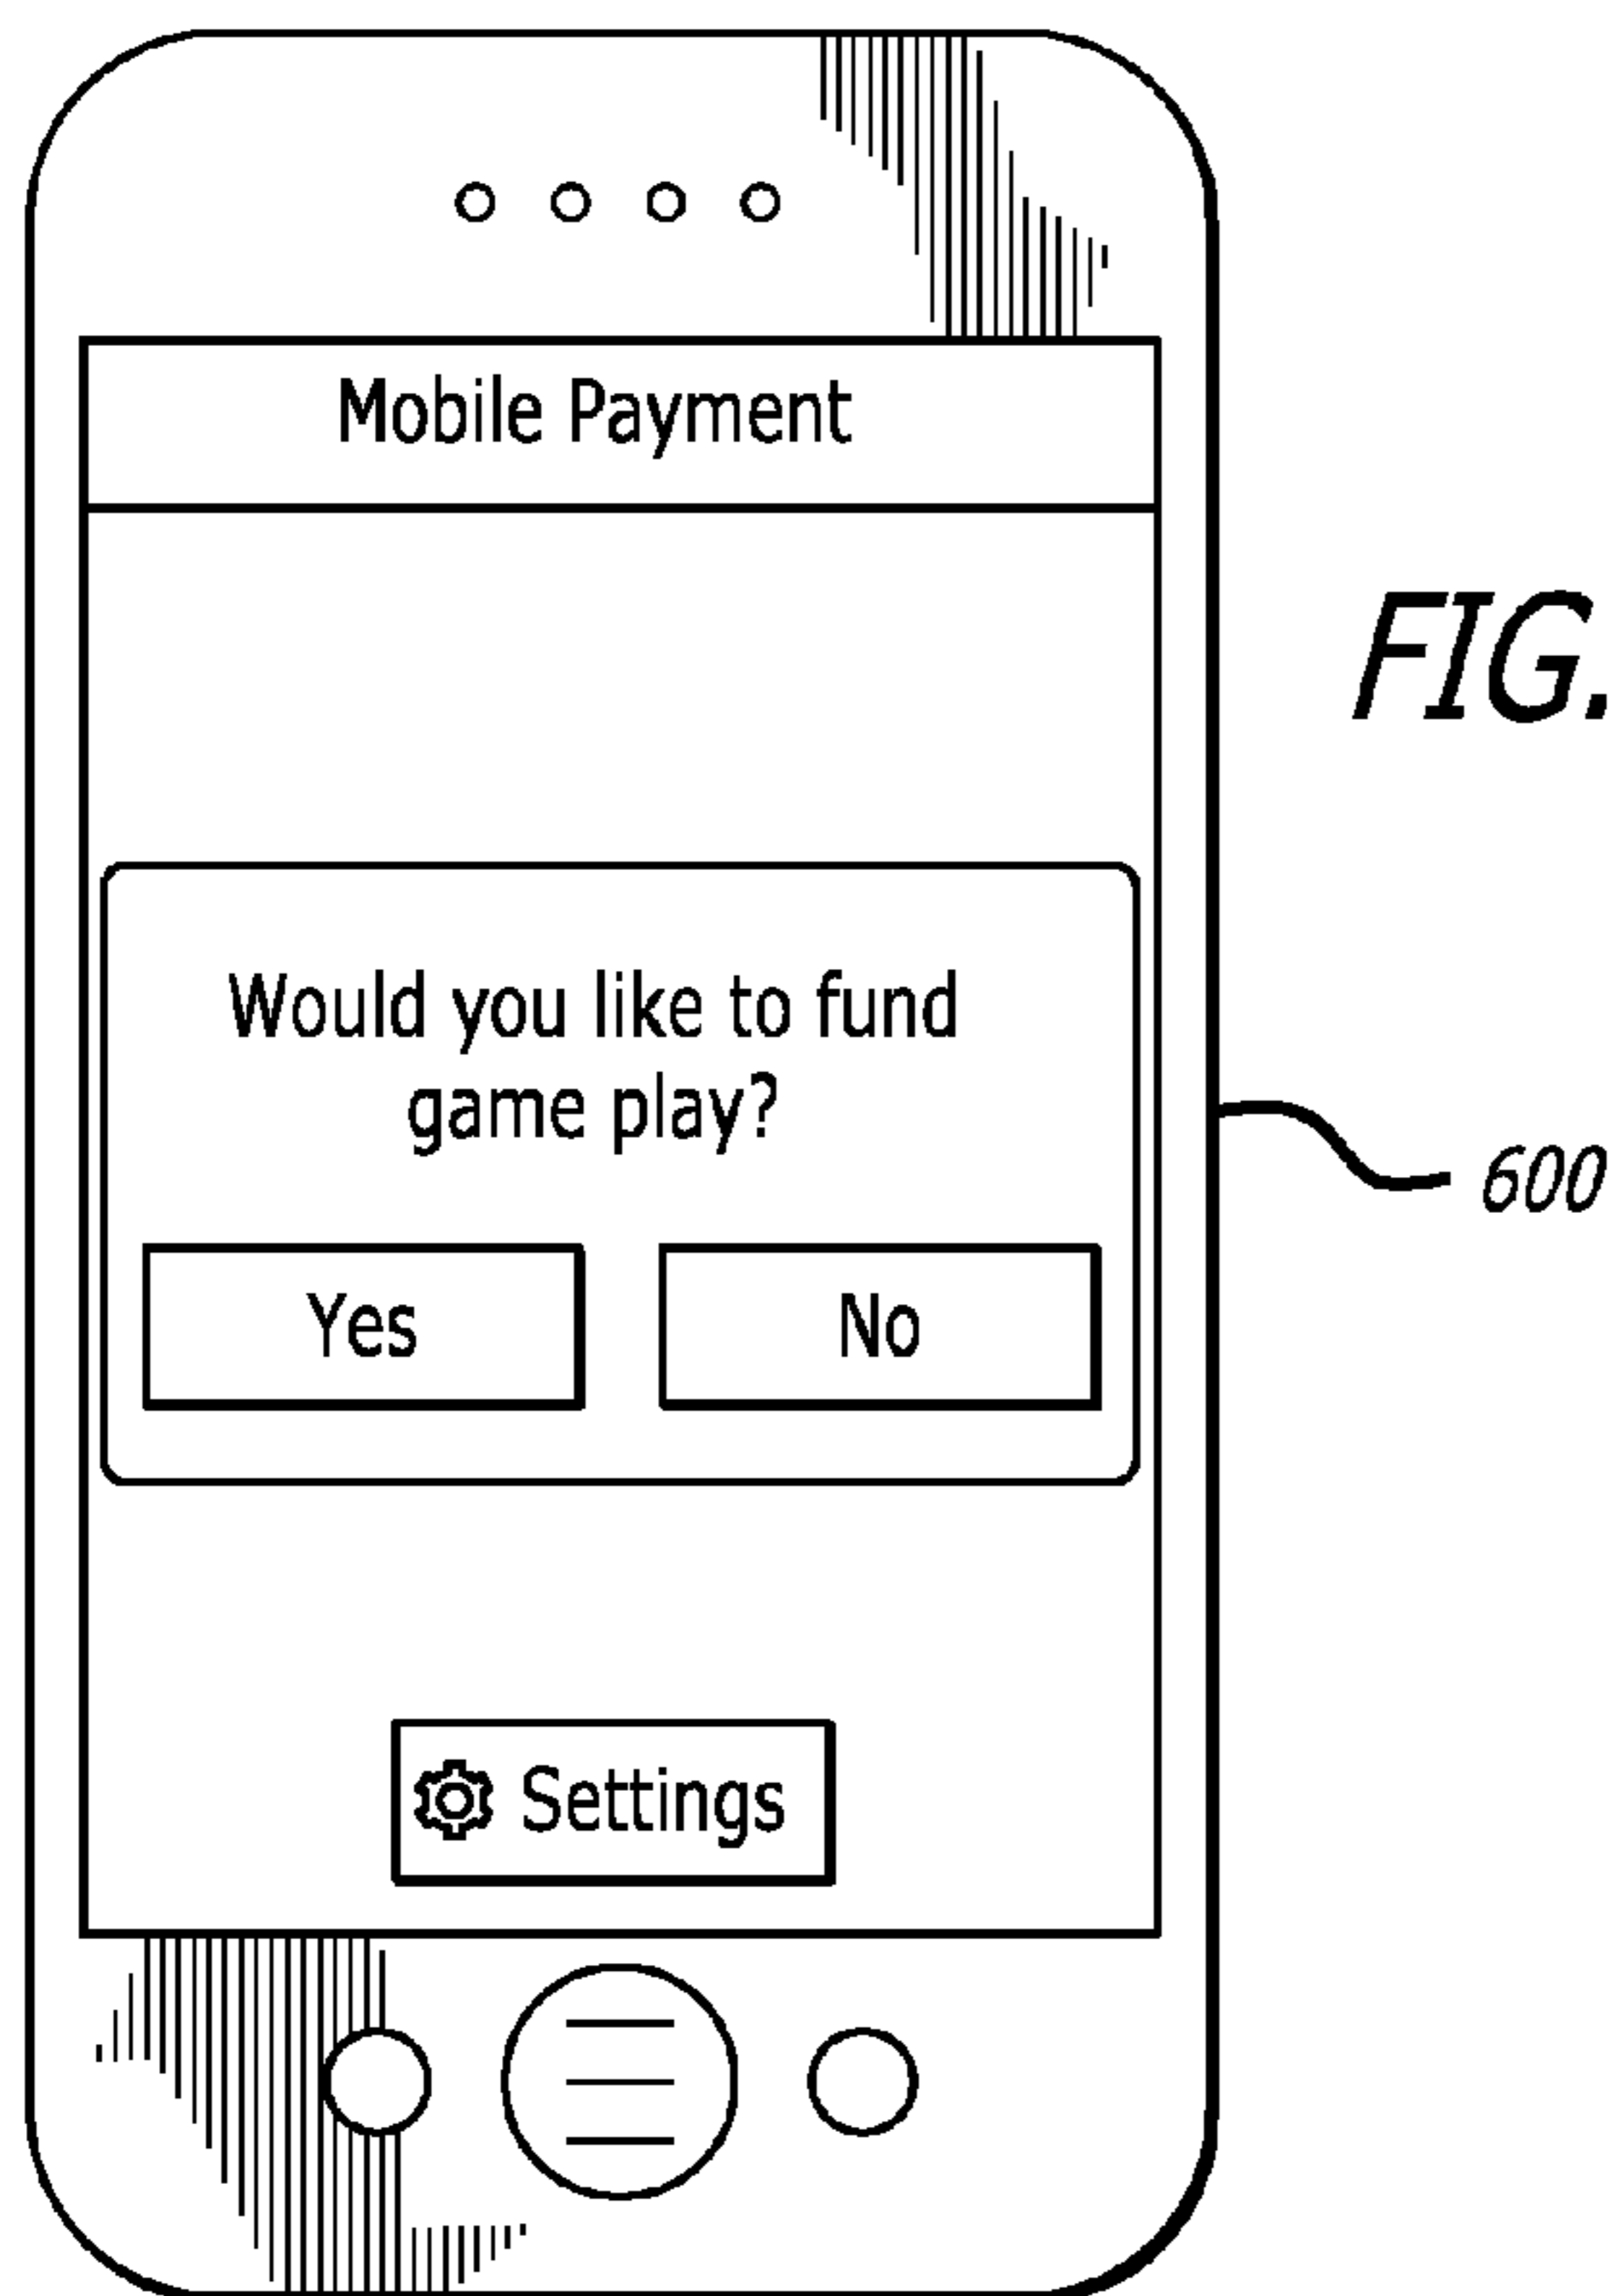 Mobile Payment
FIG.
Would you like to fund
game play?
600
Yes
No
Settings